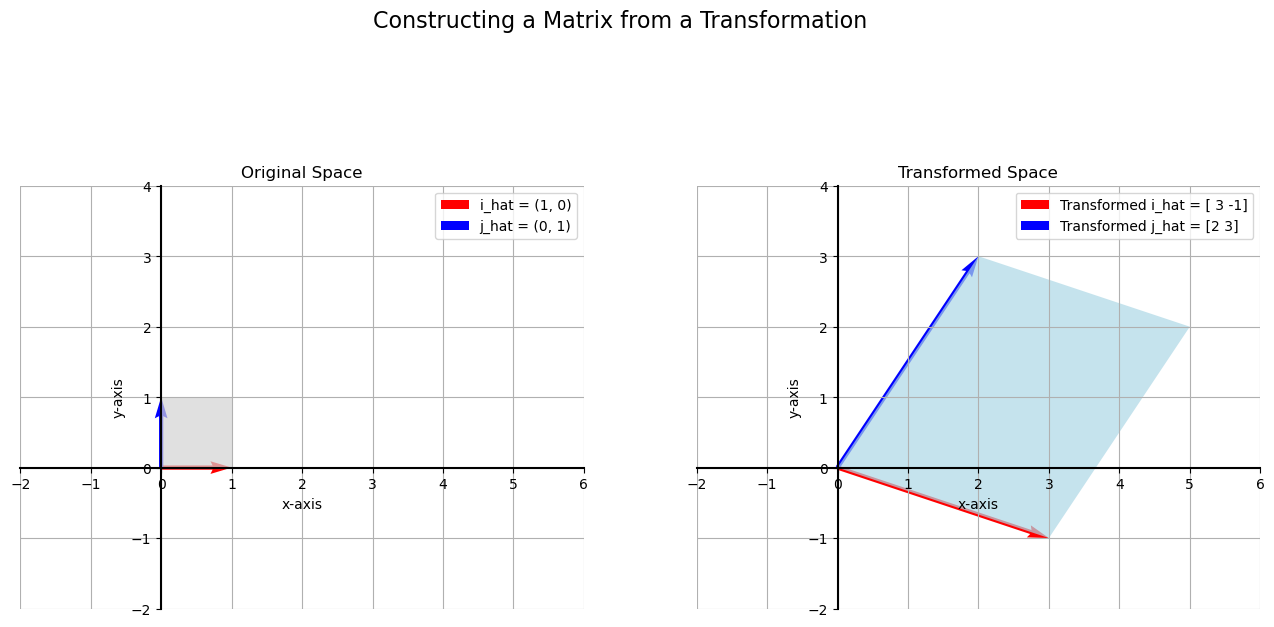 Constructing a Matrix from a Transformation
Original Space
i_hat = (1, 0)
j_hat = (0, 1)
4
3
2
1
0
−1
−2
y-axis
−2 −1 0 1 2 3 4 5 6
x-axis
Transformed Space
Transformed i_hat = [ 3 -1]
Transformed j_hat = [2 3]
4
3
2
1
0
−1
−2
y-axis
−2 −1 0 1 2 3 4 5 6
x-axis